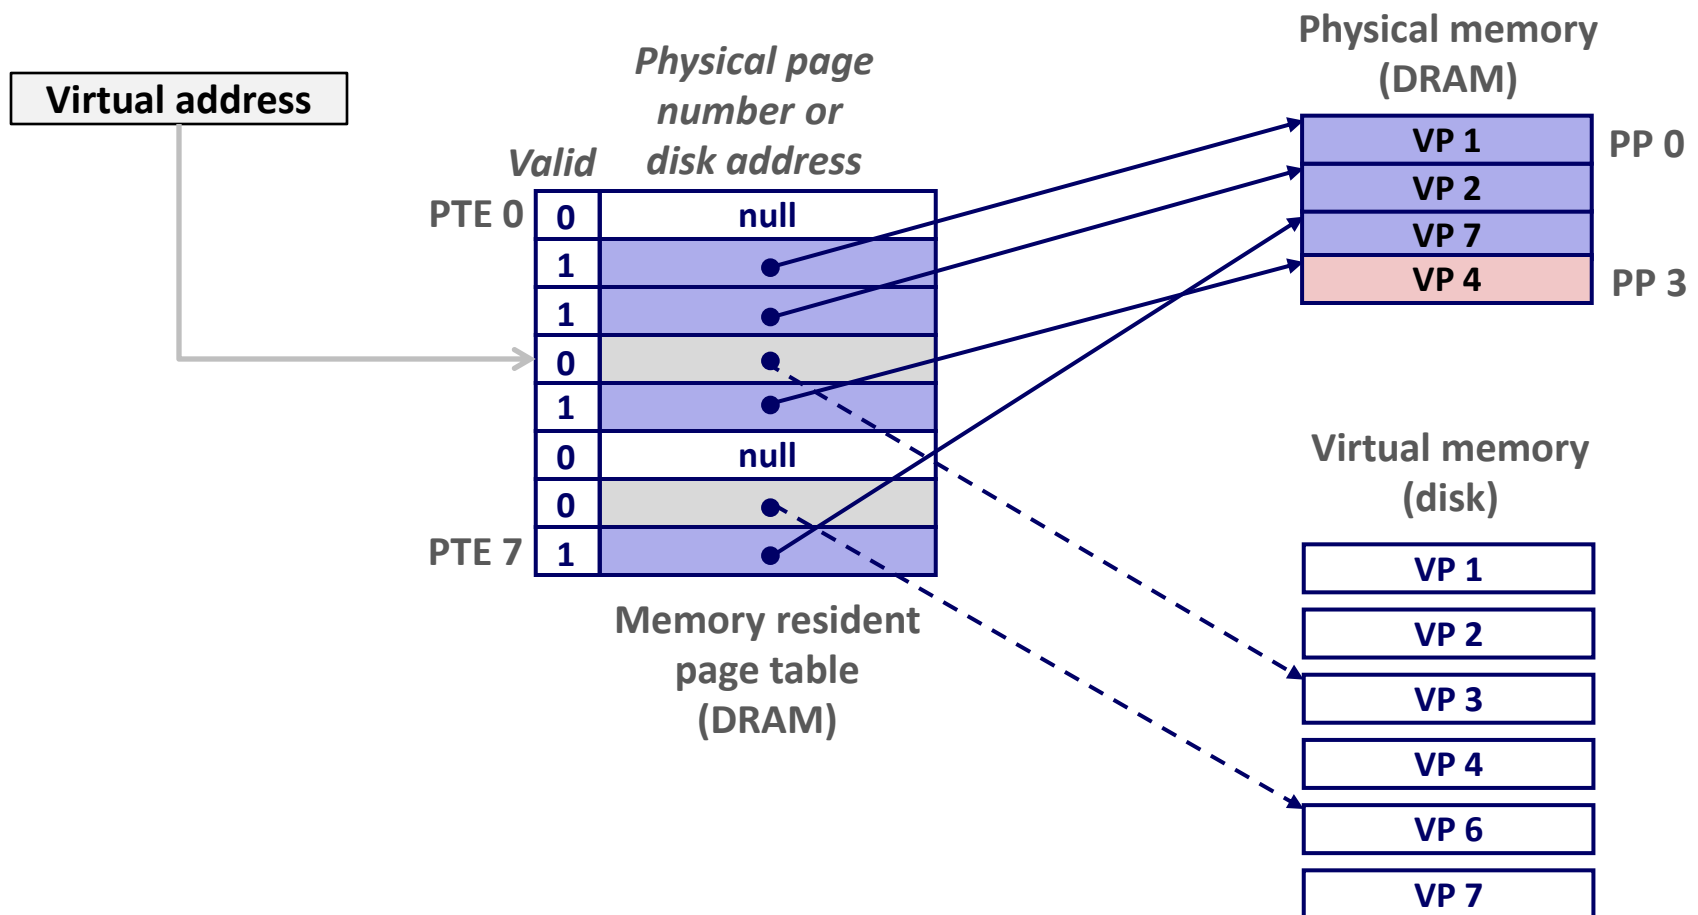 Virtual address
Physical page
number or
disk address
Valid
PTE 0
0
null
1
1
0
1
0
null
0
PTE 7
1
Memory resident
page table
(DRAM)
Physical memory
(DRAM)
VP 1
PP 0
VP 2
VP 7
VP 4
PP 3
Virtual memory
(disk)
VP 1
VP 2
VP 3
VP 4
VP 6
VP 7